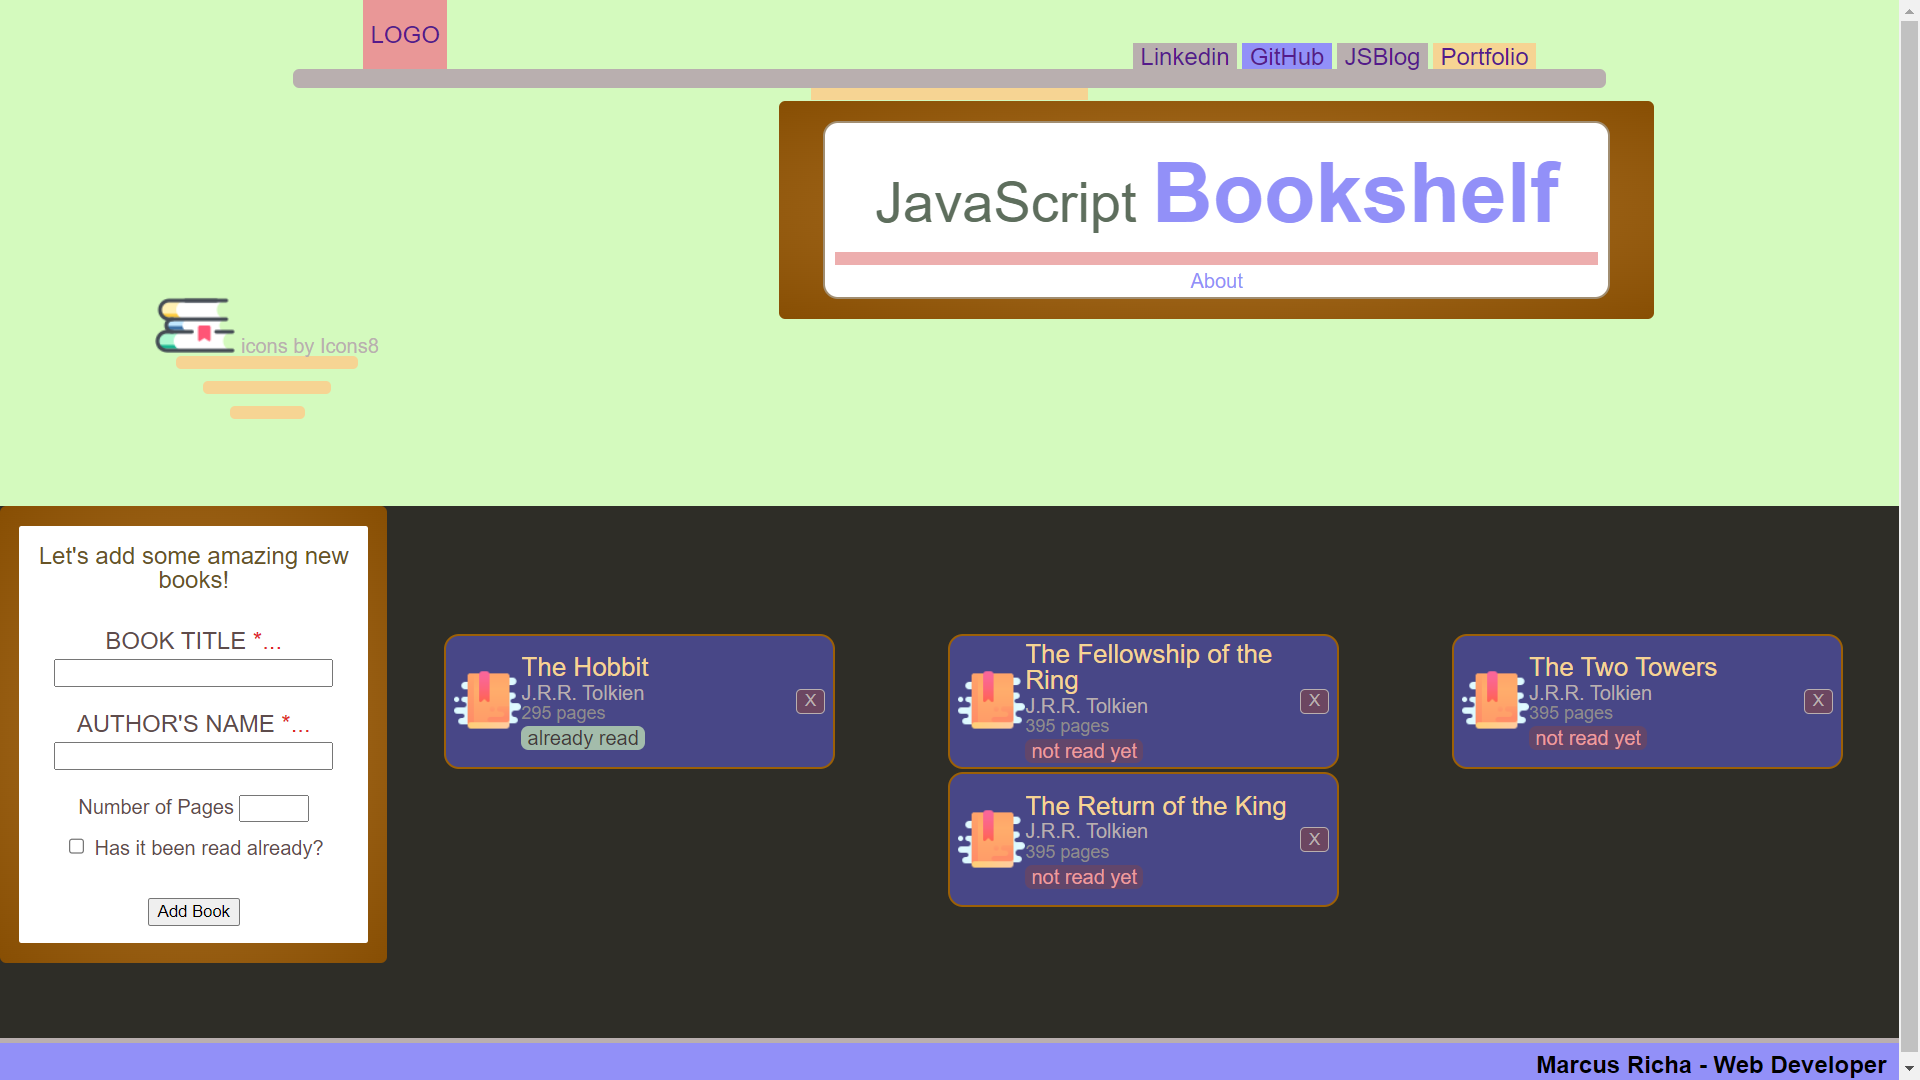 LOGO
Linkedin GitHub JSBlog Portfolio
JavaScript Bookshelf
About
icons by Icons8
Let's add some amazing new
books!
BOOK TITLE *...
AUTHOR'S NAME *...
Number of Pages
Has it been read already?
Add Book
The Hobbit
J.R.R. Tolkien
295 pages
already read
X
The Fellowship of the
Ring
J.R.R. Tolkien
395 pages
not read yet
X
The Two Towers
J.R.R. Tolkien
395 pages
not read yet
X
The Return of the King
J.R.R. Tolkien
395 pages
not read yet
X
Marcus Richa - Web Developer